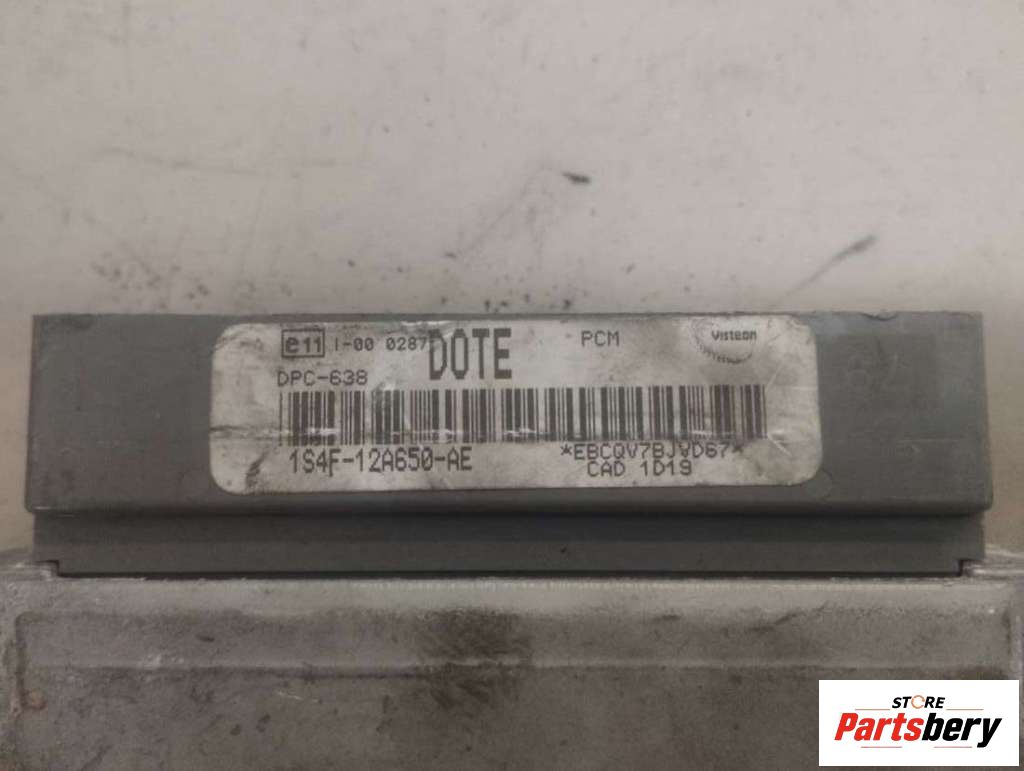 e11 I-00 0287 DOTE PCM Visteon
DPC-638
1S4F-12A650-AE *EBCQV7BJVD67*
CAD 1D19
STORE
Partsbery